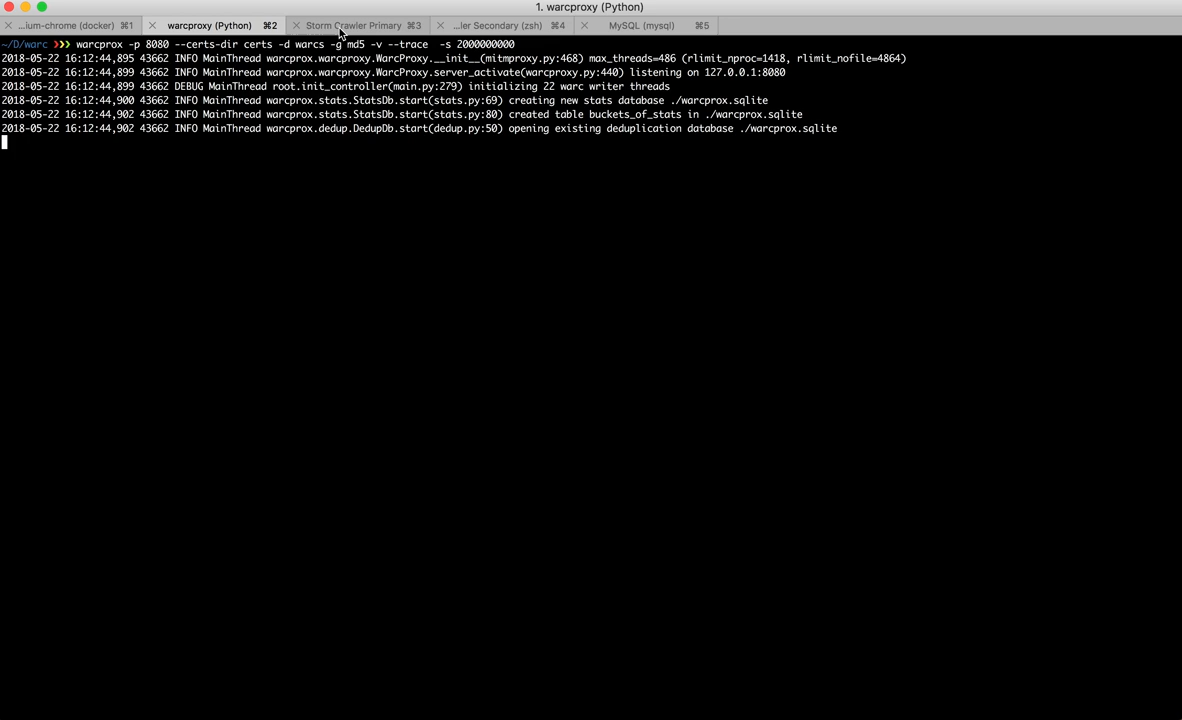 1. warcproxy (Python)
...ium-chrome (docker) ⌘1 warcproxy (Python) ⌘2 Storm Crawler Primary ⌘3 ...ler Secondary (zsh) ⌘4 MySQL (mysql) ⌘5
~/D/warc ❯❯❯ warcprox -p 8080 --certs-dir certs -d warcs -g md5 -v --trace  -s 2000000000
2018-05-22 16:12:44,895 43662 INFO MainThread warcprox.warcproxy.WarcProxy.__init__(mitmproxy.py:468) max_threads=486 (rlimit_nproc=1418, rlimit_nofile=4864)
2018-05-22 16:12:44,899 43662 INFO MainThread warcprox.warcproxy.WarcProxy.server_activate(warcproxy.py:440) listening on 127.0.0.1:8080
2018-05-22 16:12:44,899 43662 DEBUG MainThread root.init_controller(main.py:279) initializing 22 warc writer threads
2018-05-22 16:12:44,900 43662 INFO MainThread warcprox.stats.StatsDb.start(stats.py:69) creating new stats database ./warcprox.sqlite
2018-05-22 16:12:44,902 43662 INFO MainThread warcprox.stats.StatsDb.start(stats.py:80) created table buckets_of_stats in ./warcprox.sqlite
2018-05-22 16:12:44,902 43662 INFO MainThread warcprox.dedup.DedupDb.start(dedup.py:50) opening existing deduplication database ./warcprox.sqlite